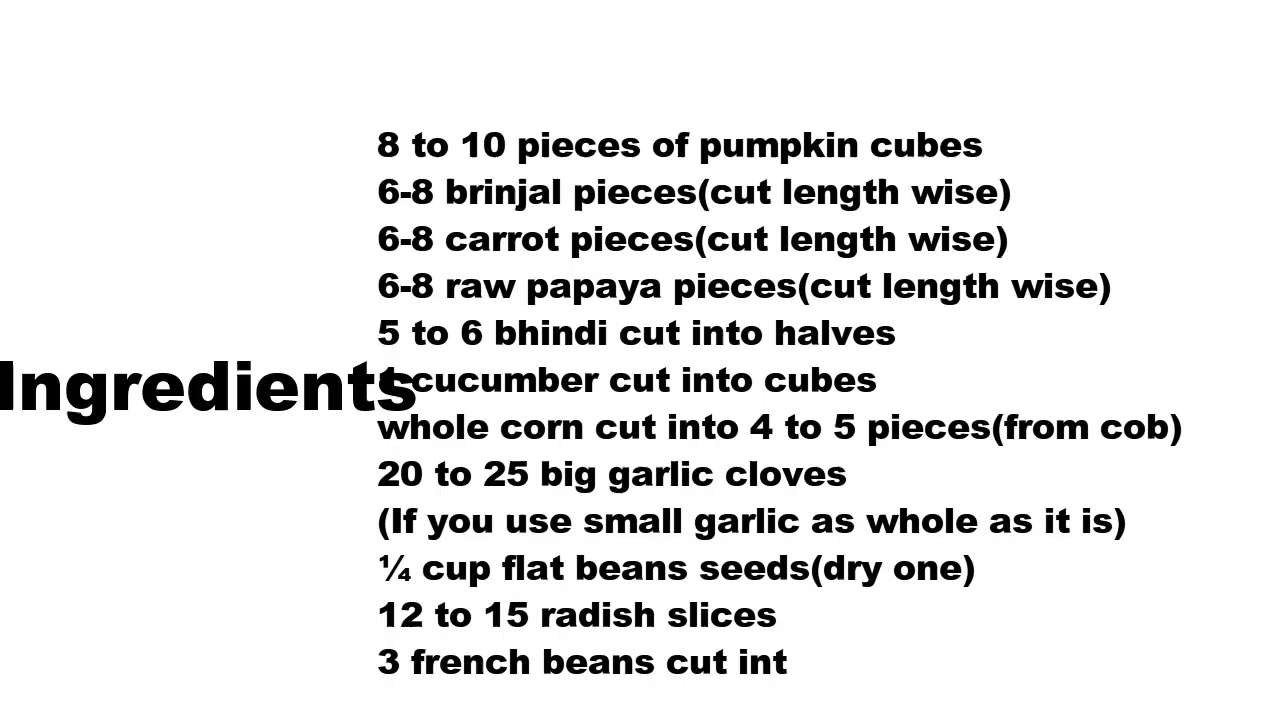 8 to 10 pieces of pumpkin cubes
6-8 brinjal pieces(cut length wise)
6-8 carrot pieces(cut length wise)
6-8 raw papaya pieces(cut length wise)
5 to 6 bhindi cut into halves
Ingredients
cucumber cut into cubes
whole corn cut into 4 to 5 pieces(from cob)
20 to 25 big garlic cloves
(If you use small garlic as whole as it is)
¼ cup flat beans seeds(dry one)
12 to 15 radish slices
3 french beans cut int